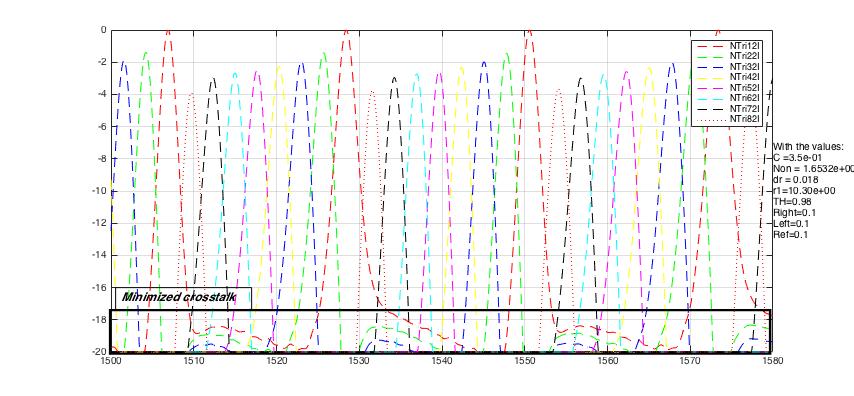 0
-2
-4
-6
-8
-10
-12
-14
-16
-18
-20
1500
1510
1520
1530
1540
1550
1560
1570
1580
NTri12l
NTri22l
NTri32l
NTri42l
NTri52l
NTri62l
NTri72l
NTri82l
With the values:
C =3.5e-01
Non = 1.6532e+00
dr = 0.018
r1=10.30e+00
TH=0.98
Right=0.1
Left=0.1
Ref=0.1
Minimized crosstalk